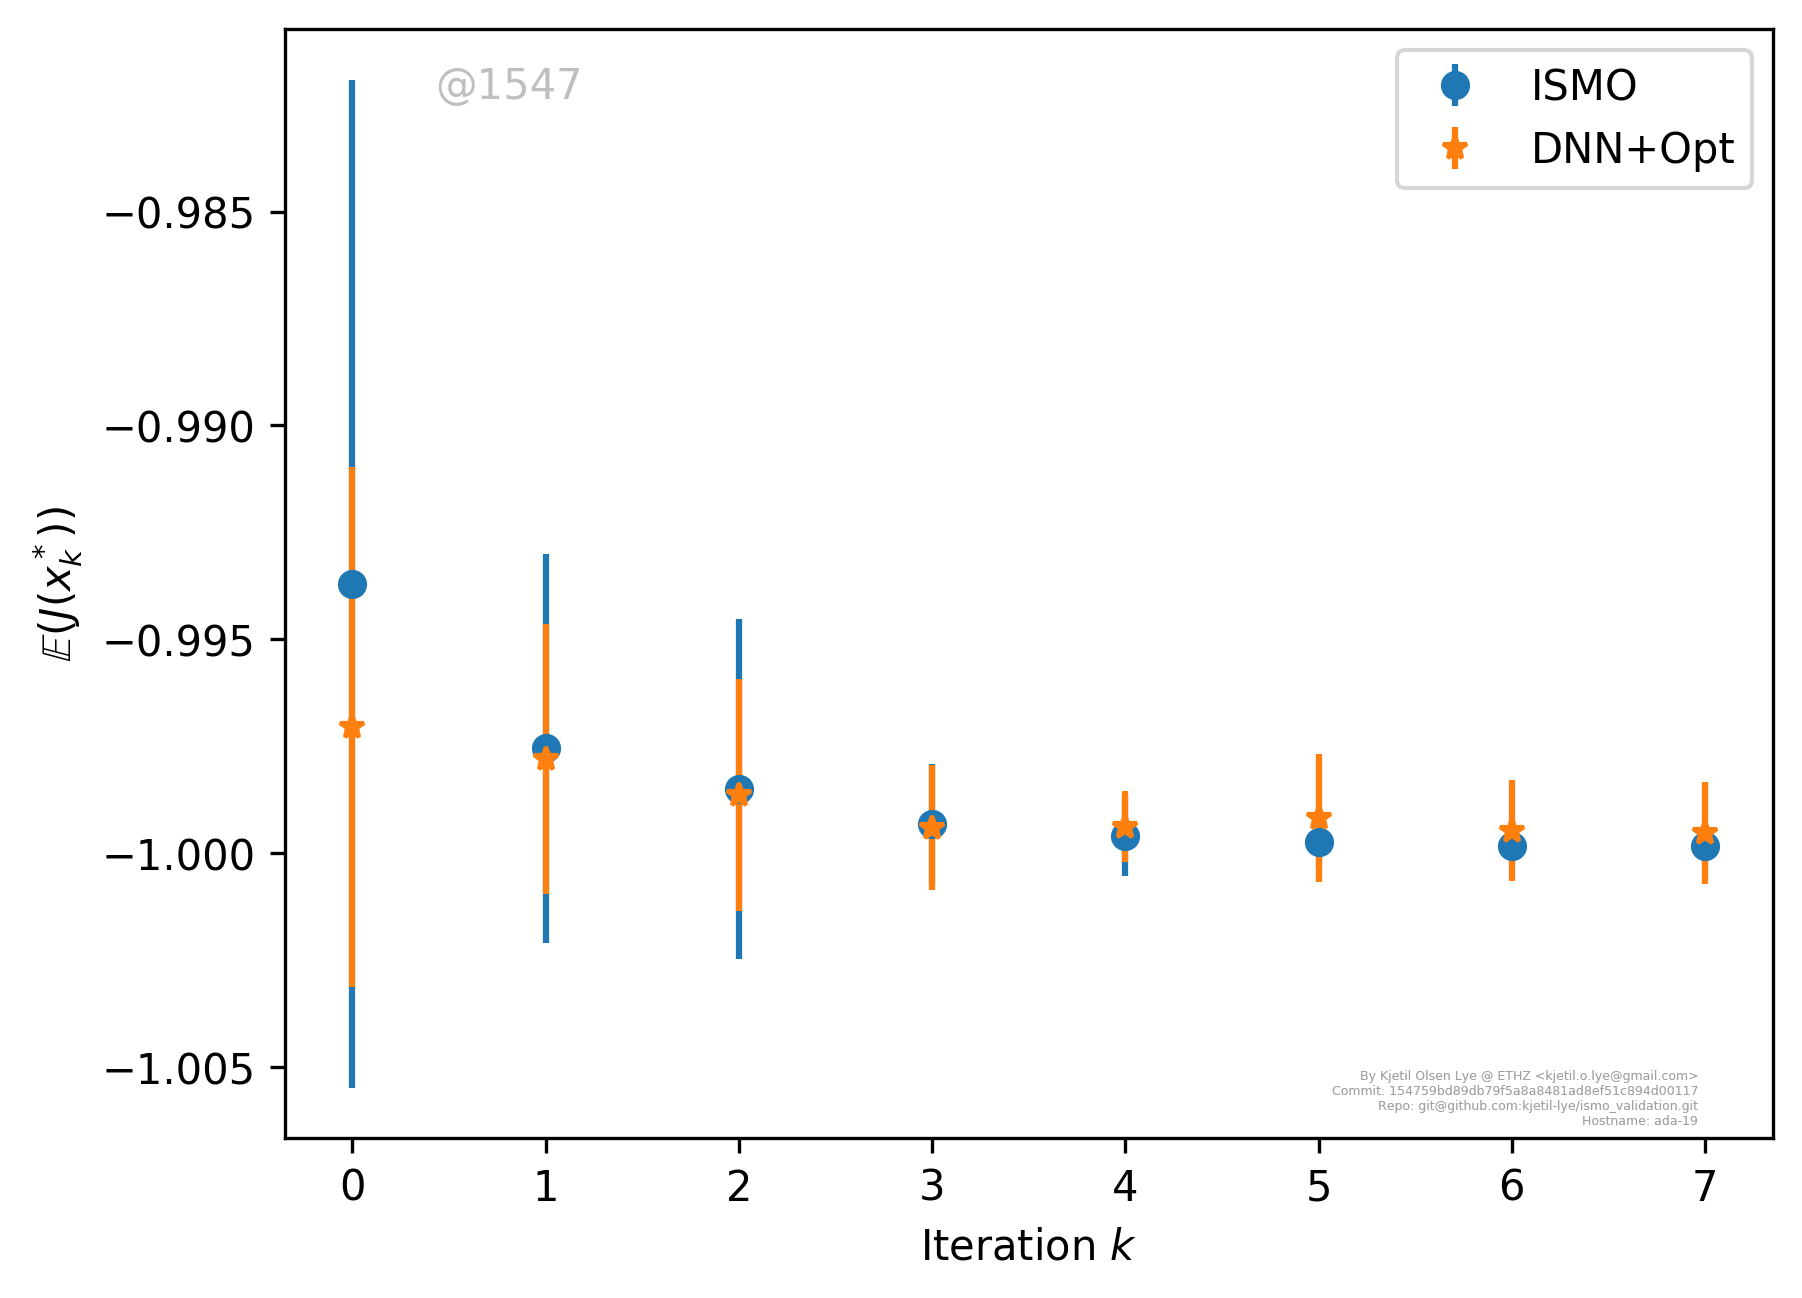 @1547
ISMO
DNN+Opt
−0.985
−0.990
−0.995
−1.000
−1.005
𝔼(J(x*k))
0 1 2 3 4 5 6 7
Iteration k
By Kjetil Olsen Lye @ ETHZ <kjetil.o.lye@gmail.com>
Commit: 154759bd89db79f5a8a8481ad8ef51c894d00117
Repo: git@github.com:kjetil-lye/ismo_validation.git
Hostname: ada-19